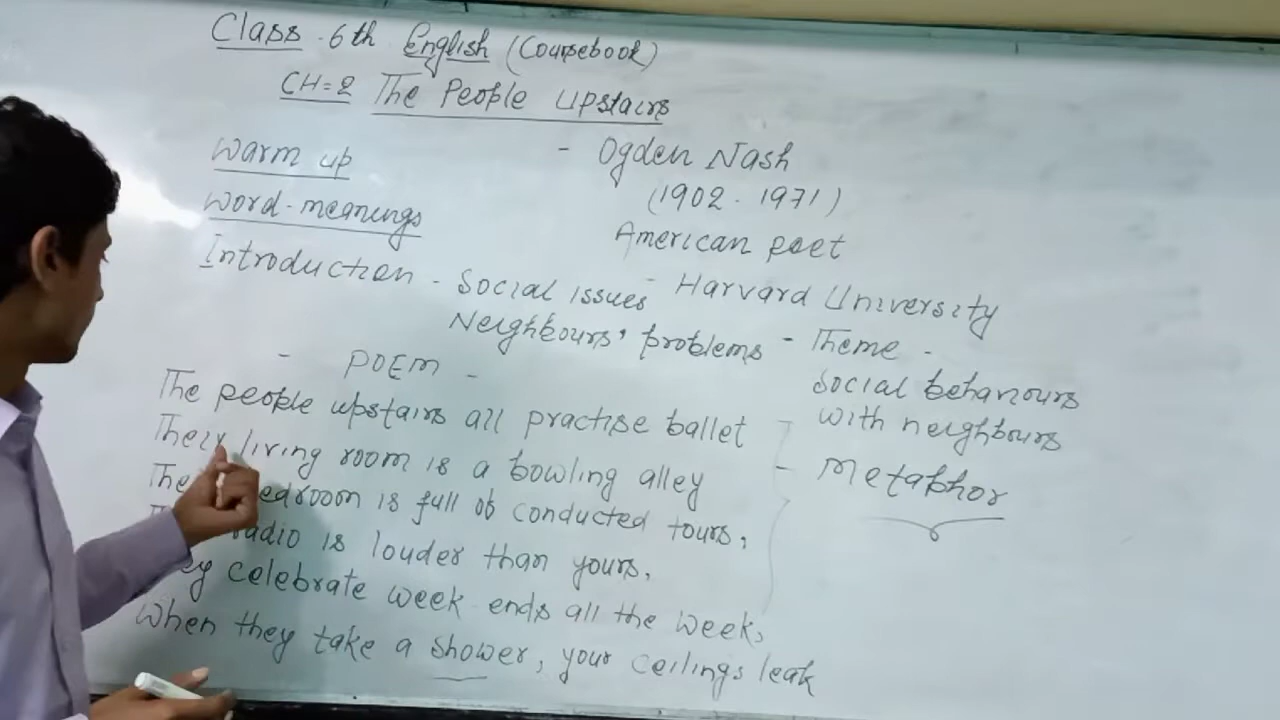 Class 6th English (Coursebook)
CH=2 The People Upstairs
Warm up
- Ogden Nash
(1902 - 1971)
Word-meanings
American poet
Introduction - Social issues
- Harvard University
Neighbours' problems
- Theme -
Social behaviours
with neighbours
- Metaphor
- POEM -
The people upstairs all practise ballet
Their living room is a bowling alley
The bedroom is full of conducted tours,
radio is louder than yours,
celebrate week ends all the week,
When they take a shower, your ceilings leak